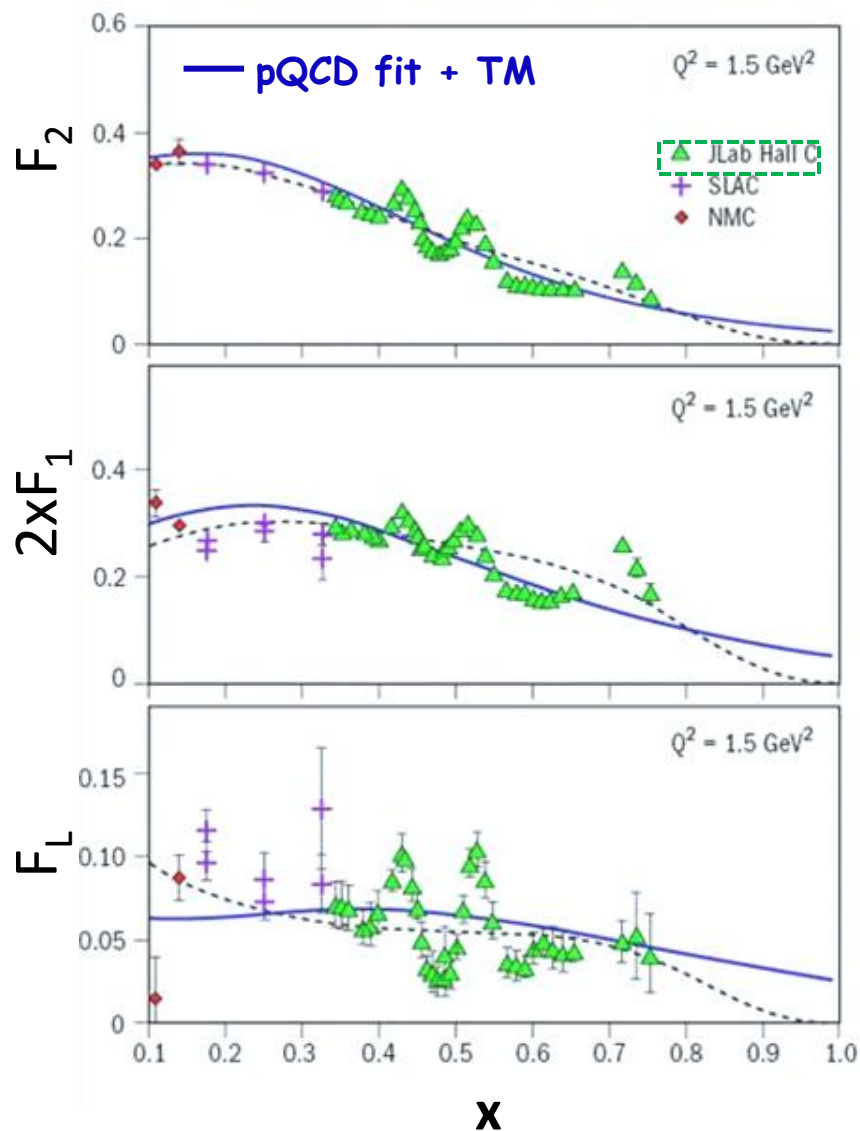 0.6
pQCD fit + TM
Q² = 1.5 GeV²
F₂
0.4
JLab Hall C
SLAC
NMC
0.2
0
Q² = 1.5 GeV²
2xF₁
0.4
0.2
0
Q² = 1.5 GeV²
F_L
0.15
0.10
0.05
0
0.1 0.2 0.3 0.4 0.5 0.6 0.7 0.8 0.9 1.0
x